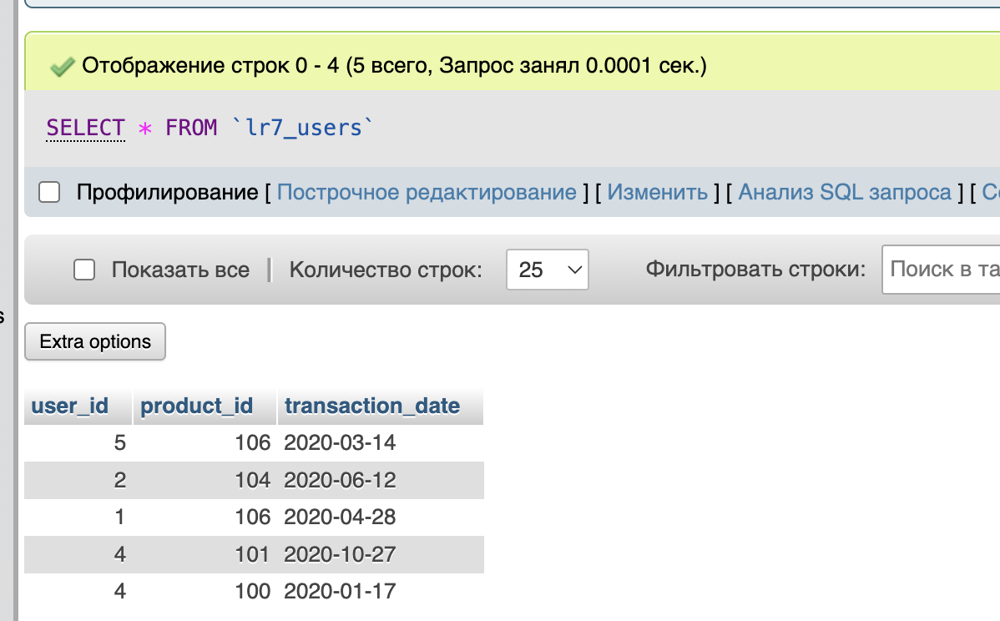 Отображение строк 0 - 4 (5 всего, Запрос занял 0.0001 сек.)
SELECT * FROM `lr7_users`
Профилирование [ Построчное редактирование ] [ Изменить ] [ Анализ SQL запроса ] [
Показать все | Количество строк: 25 Фильтровать строки: Поиск в
Extra options
user_id product_id transaction_date
5 106 2020-03-14
2 104 2020-06-12
1 106 2020-04-28
4 101 2020-10-27
4 100 2020-01-17